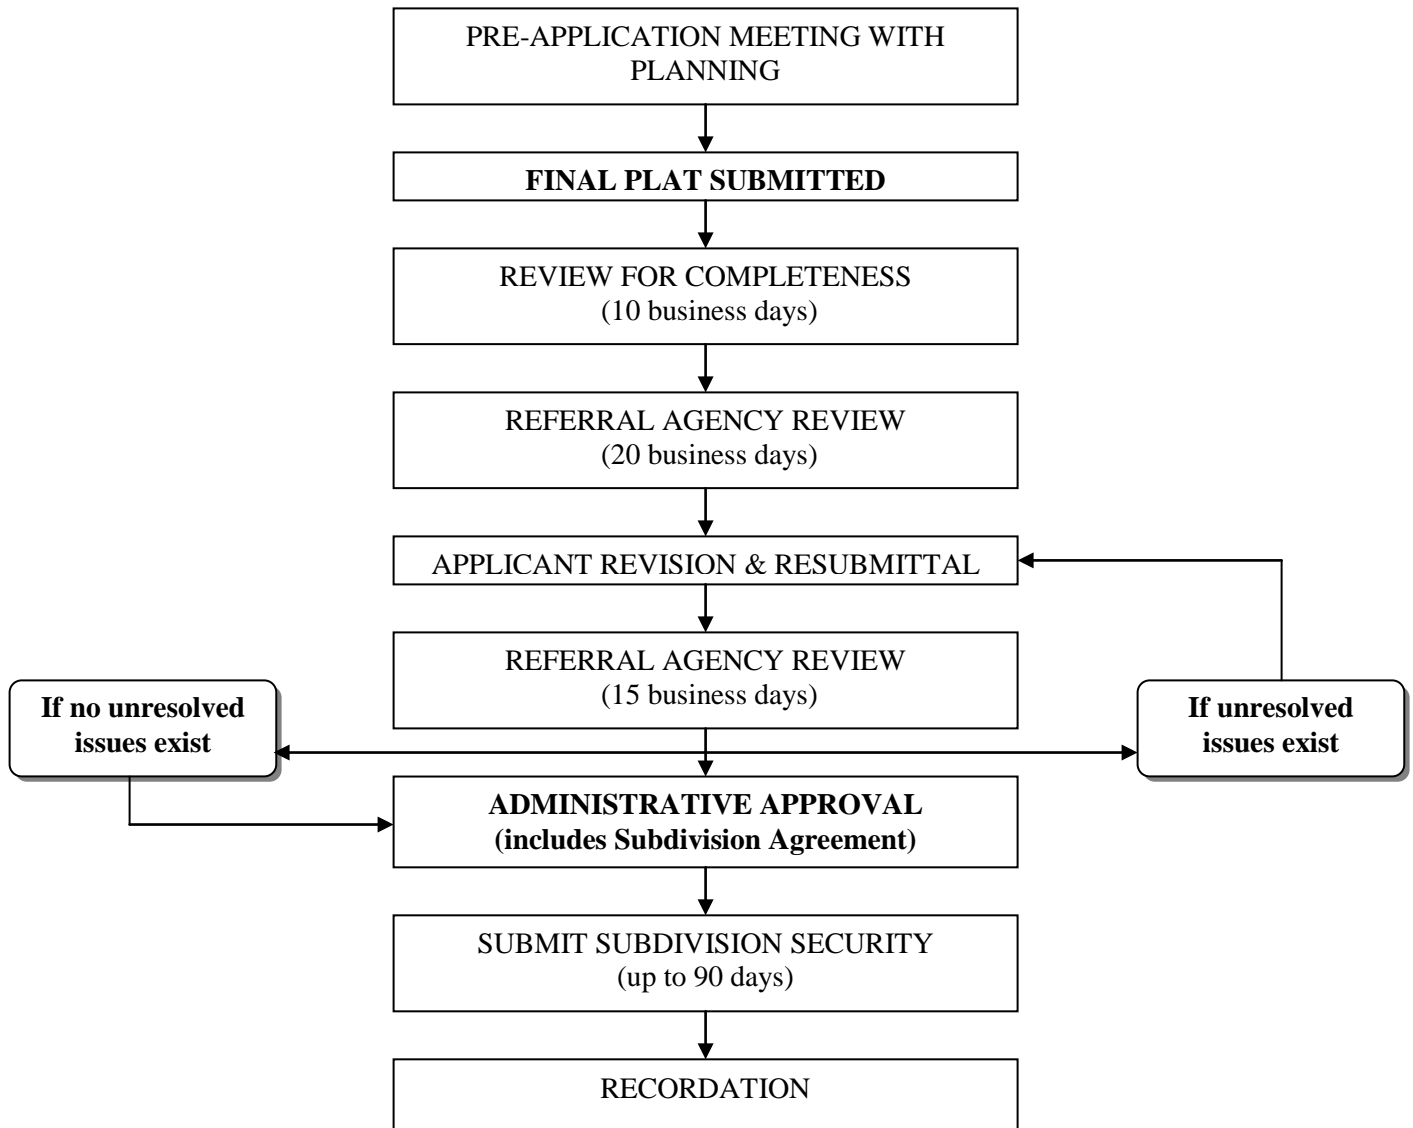 PRE-APPLICATION MEETING WITH
PLANNING
FINAL PLAT SUBMITTED
REVIEW FOR COMPLETENESS
(10 business days)
REFERRAL AGENCY REVIEW
(20 business days)
APPLICANT REVISION & RESUBMITTAL
REFERRAL AGENCY REVIEW
(15 business days)
If no unresolved
issues exist
If unresolved
issues exist
ADMINISTRATIVE APPROVAL
(includes Subdivision Agreement)
SUBMIT SUBDIVISION SECURITY
(up to 90 days)
RECORDATION